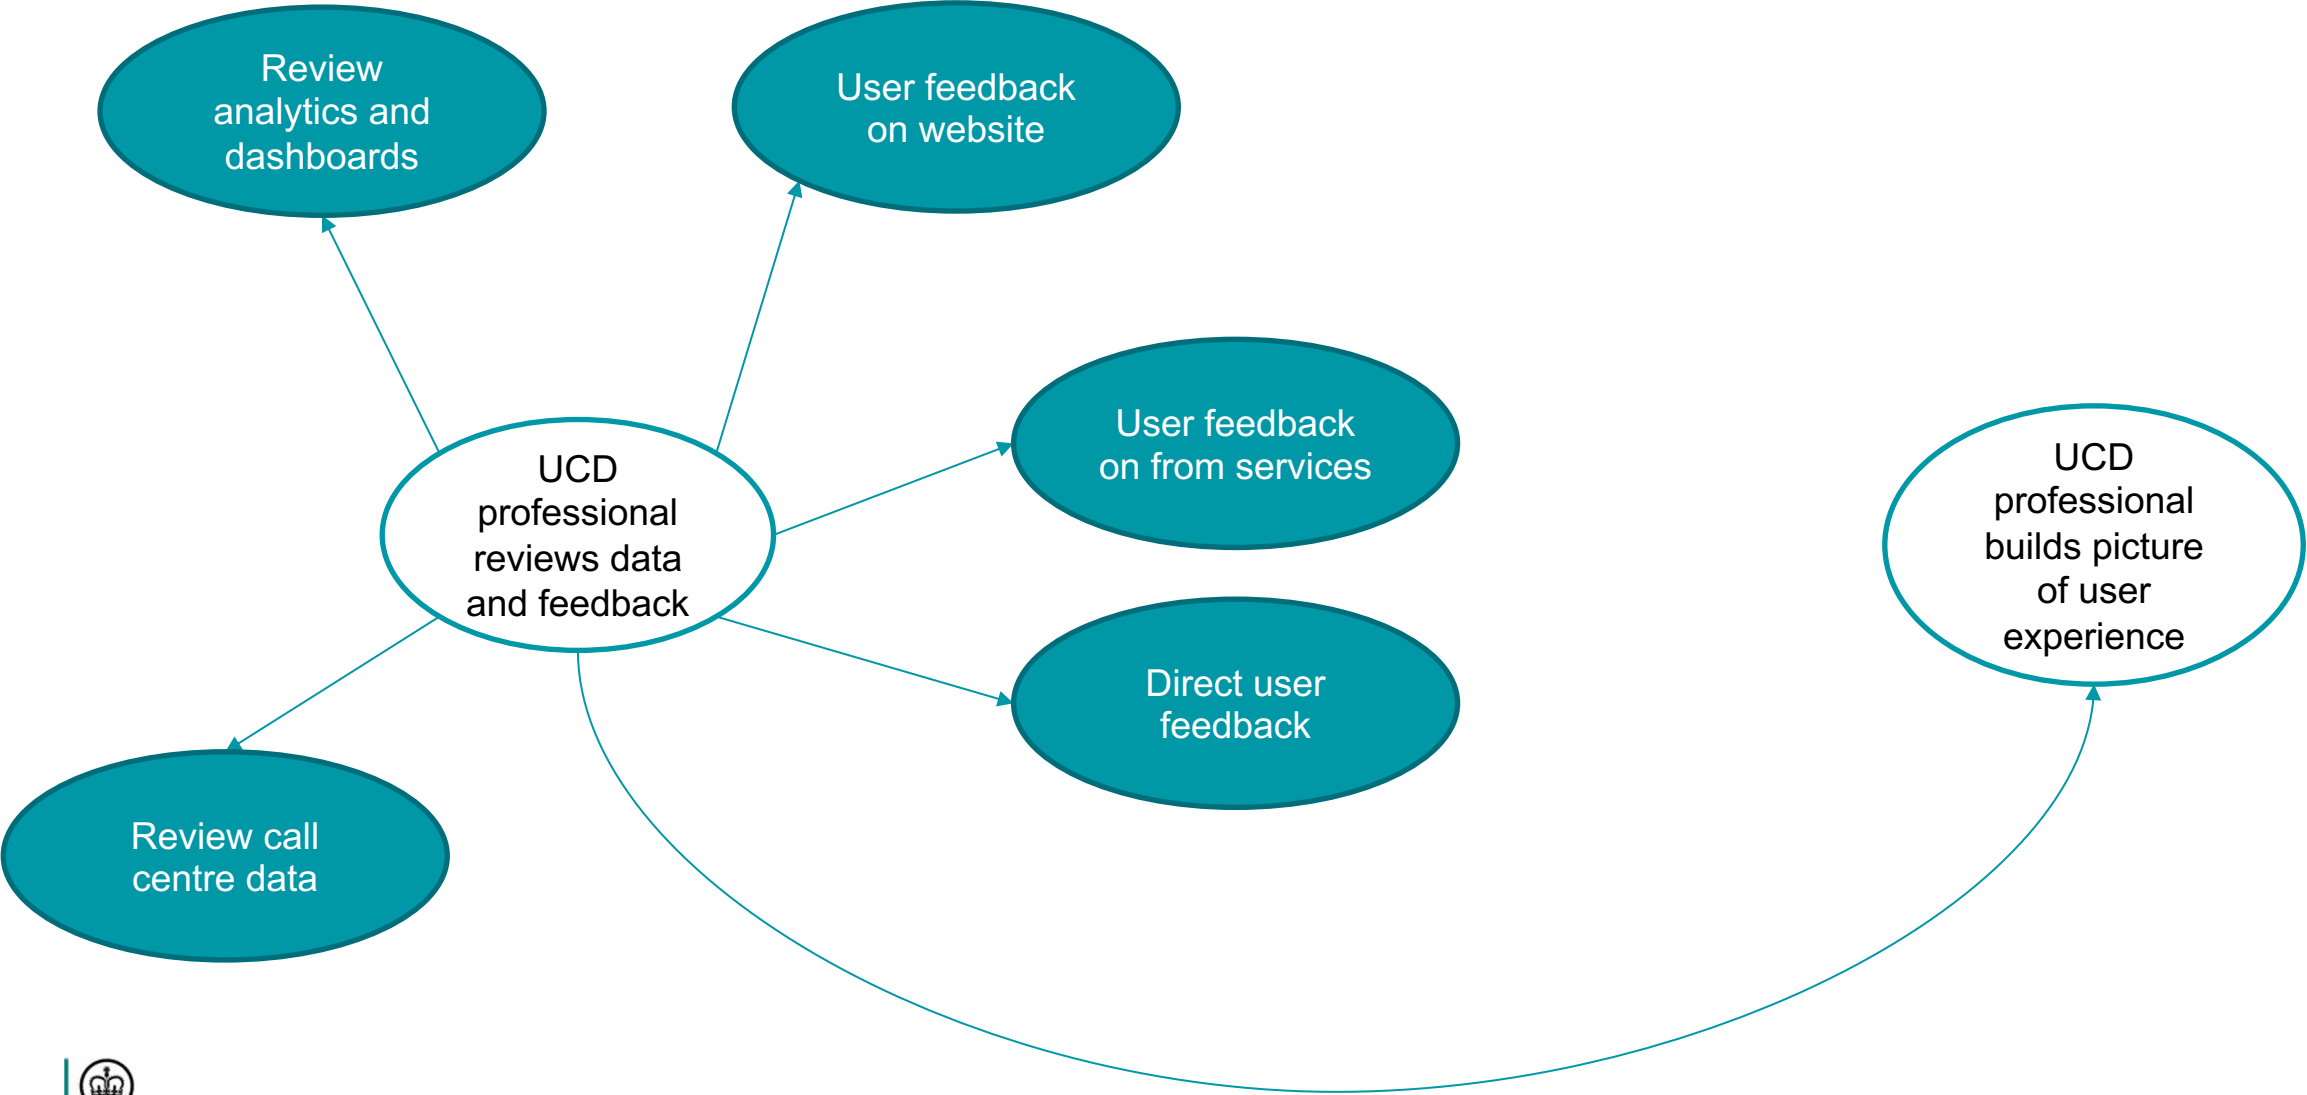 Review
analytics and
dashboards
User feedback
on website
User feedback
on from services
UCD
professional
reviews data
and feedback
UCD
professional
builds picture
of user
experience
Direct user
feedback
Review call
centre data